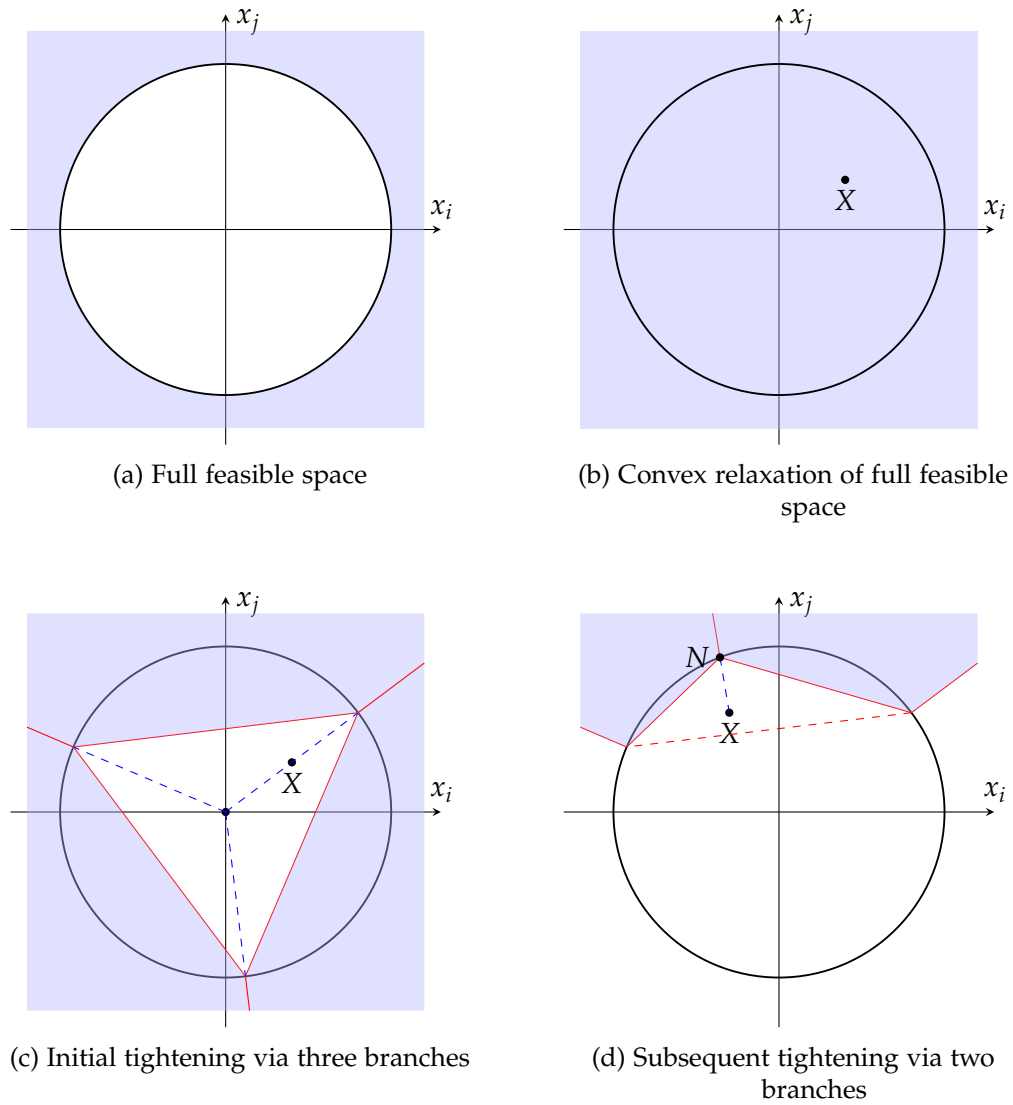 x_j
x_i
(a) Full feasible space
x_j
X
x_i
(b) Convex relaxation of full feasible
space
x_j
X
x_i
(c) Initial tightening via three branches
x_j
N
X
x_i
(d) Subsequent tightening via two
branches